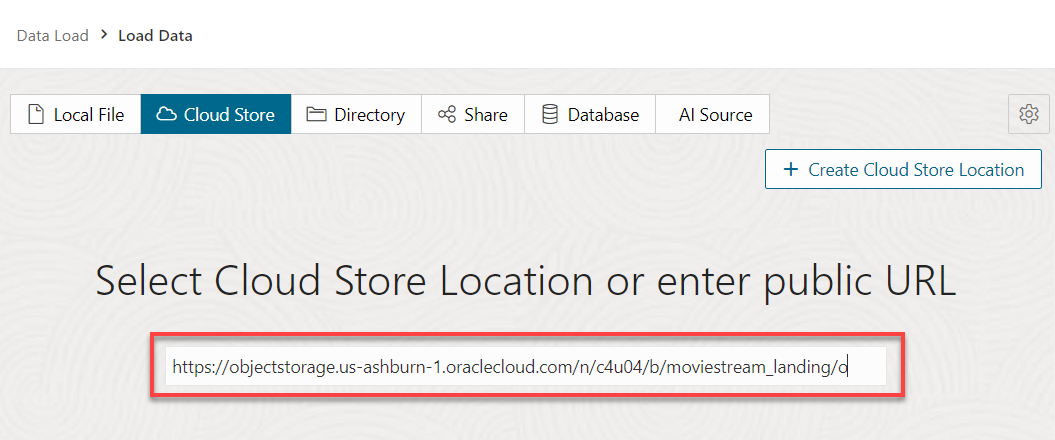 Data Load > Load Data
Local File Cloud Store Directory Share Database AI Source
+ Create Cloud Store Location
Select Cloud Store Location or enter public URL
https://objectstorage.us-ashburn-1.oraclecloud.com/n/c4u04/b/moviestream_landing/o